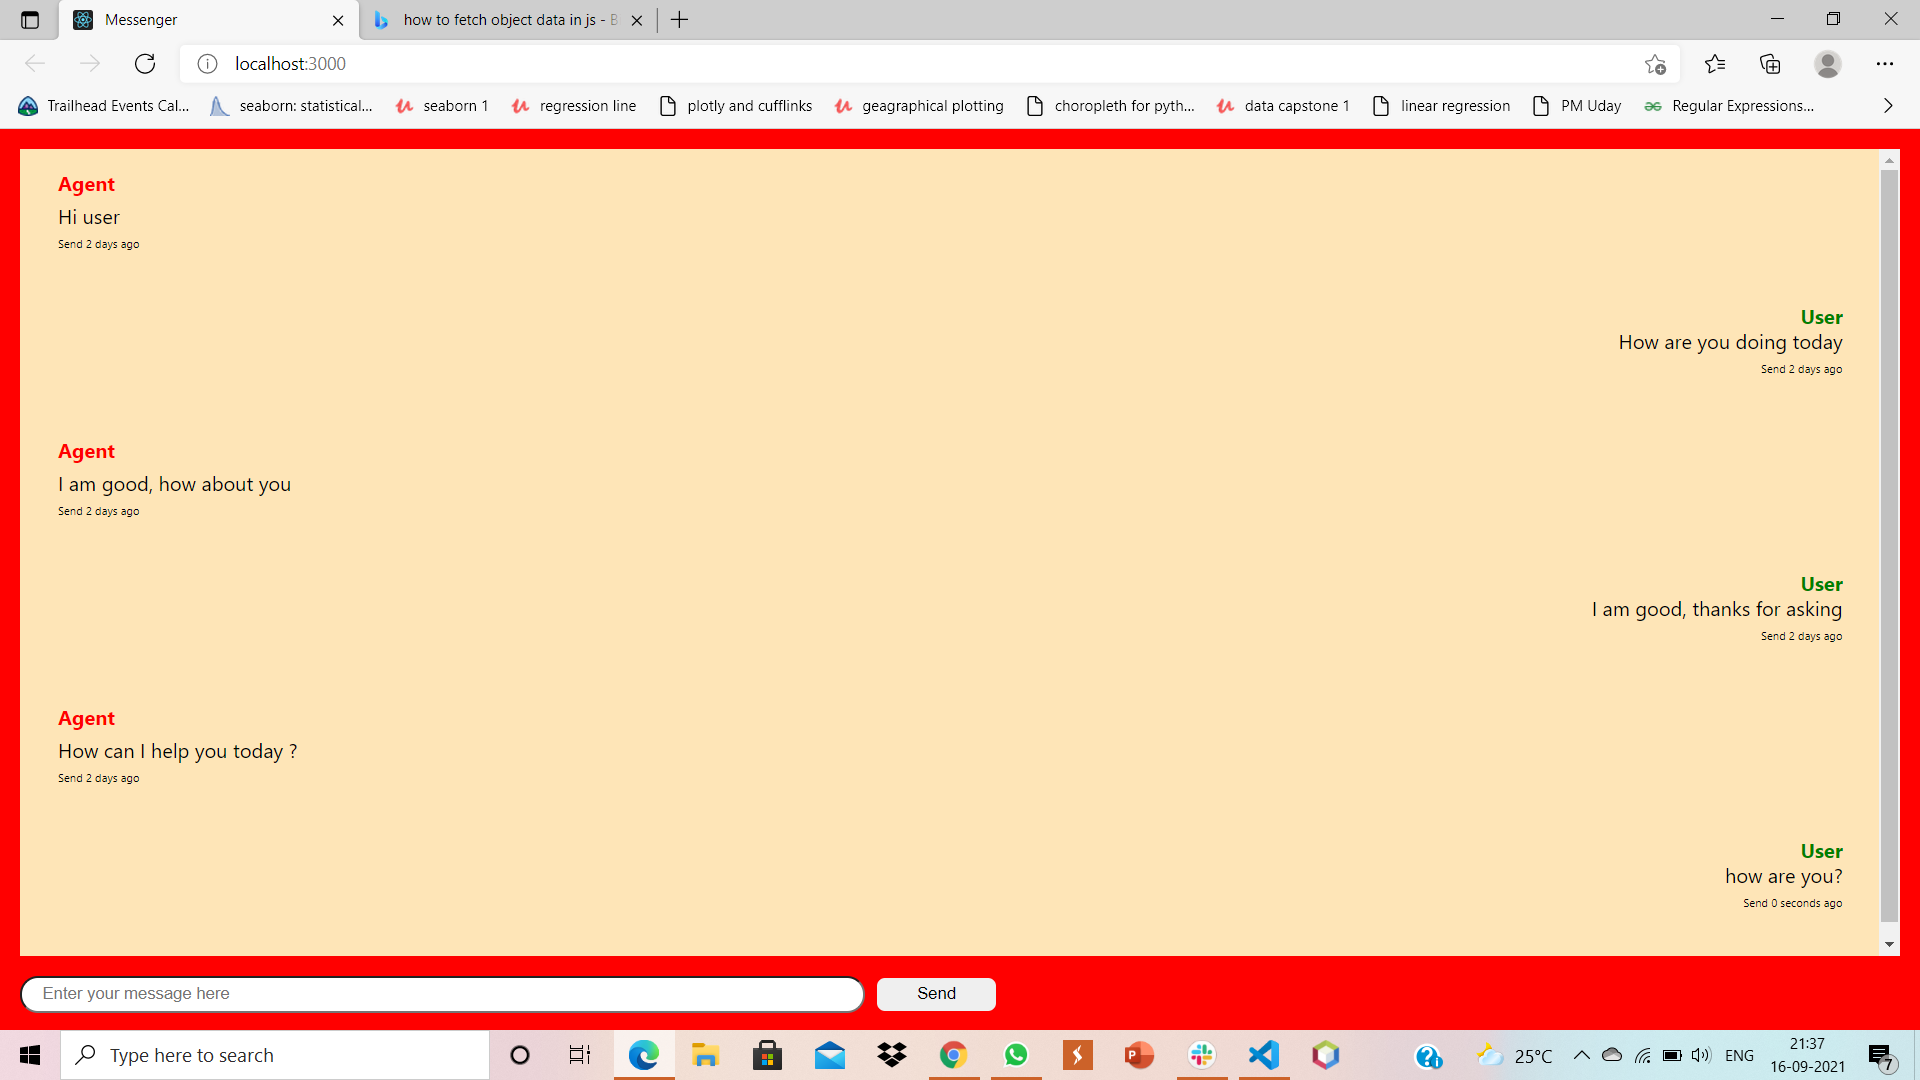 Messenger
how to fetch object data in js - B
localhost:3000
Trailhead Events Cal...
seaborn: statistical...
seaborn 1
regression line
plotly and cufflinks
geagraphical plotting
choropleth for pyth...
data capstone 1
linear regression
PM Uday
Regular Expressions...
Agent
Hi user
Send 2 days ago
User
How are you doing today
Send 2 days ago
Agent
I am good, how about you
Send 2 days ago
User
I am good, thanks for asking
Send 2 days ago
Agent
How can I help you today ?
Send 2 days ago
User
how are you?
Send 0 seconds ago
Enter your message here
Send
Type here to search
25°C
ENG
21:37
16-09-2021
7